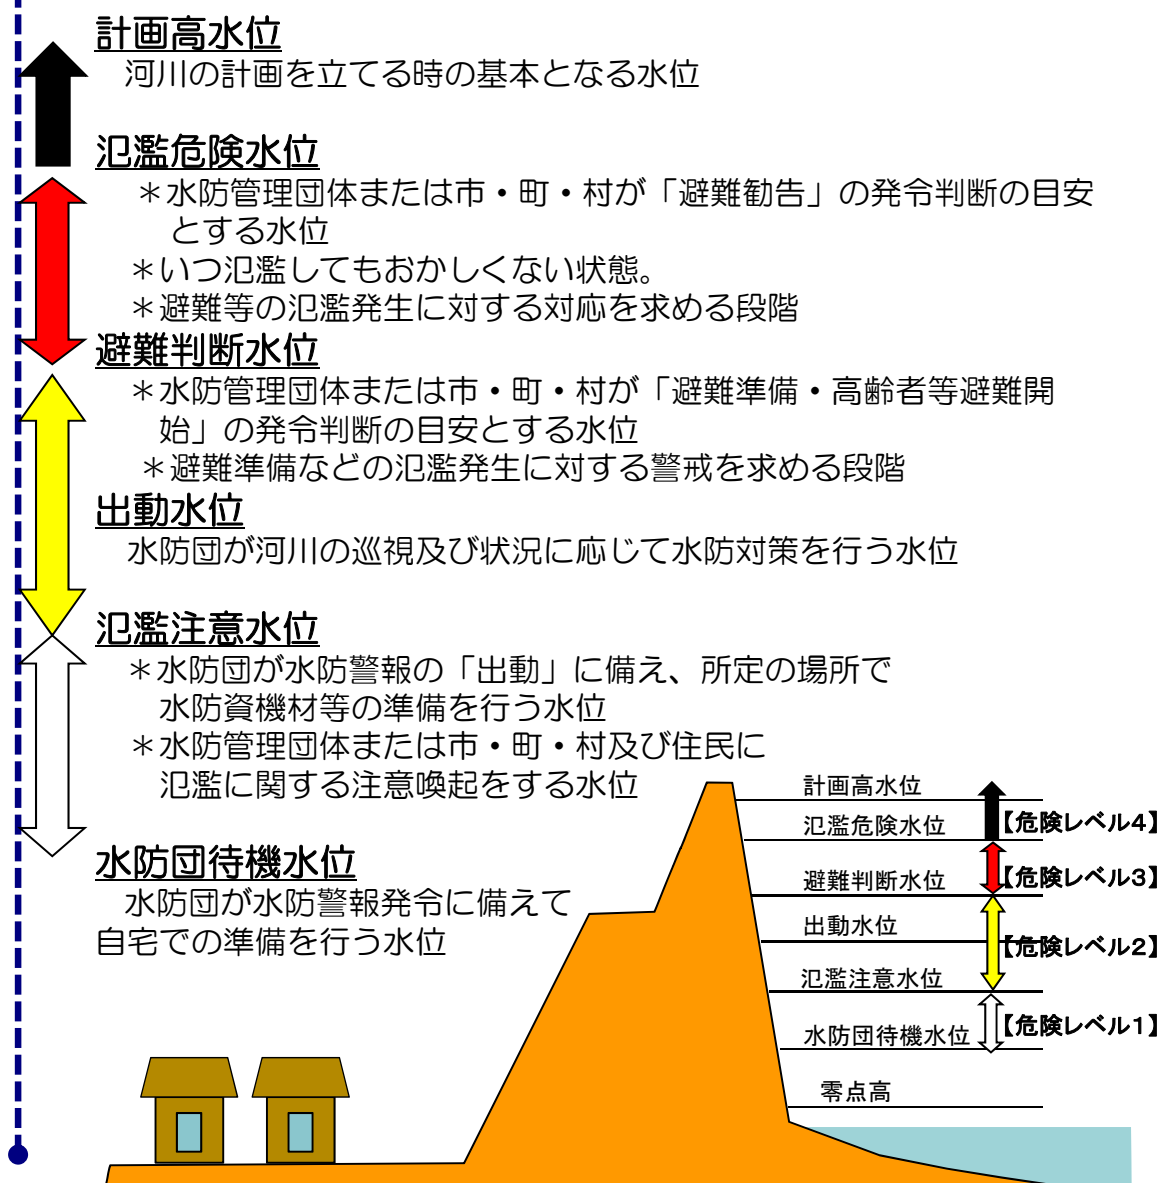 計画高水位
河川の計画を立てる時の基本となる水位
氾濫危険水位
＊水防管理団体または市・町・村が「避難勧告」の発令判断の目安
とする水位
＊いつ氾濫してもおかしくない状態。
＊避難等の氾濫発生に対する対応を求める段階
避難判断水位
＊水防管理団体または市・町・村が「避難準備・高齢者等避難開
始」の発令判断の目安とする水位
＊避難準備などの氾濫発生に対する警戒を求める段階
出動水位
水防団が河川の巡視及び状況に応じて水防対策を行う水位
氾濫注意水位
＊水防団が水防警報の「出動」に備え、所定の場所で
水防資機材等の準備を行う水位
＊水防管理団体または市・町・村及び住民に
氾濫に関する注意喚起をする水位
水防団待機水位
水防団が水防警報発令に備えて
自宅での準備を行う水位
計画高水位
【危険レベル４】
氾濫危険水位
【危険レベル３】
避難判断水位
出動水位
【危険レベル２】
氾濫注意水位
【危険レベル１】
水防団待機水位
零点高